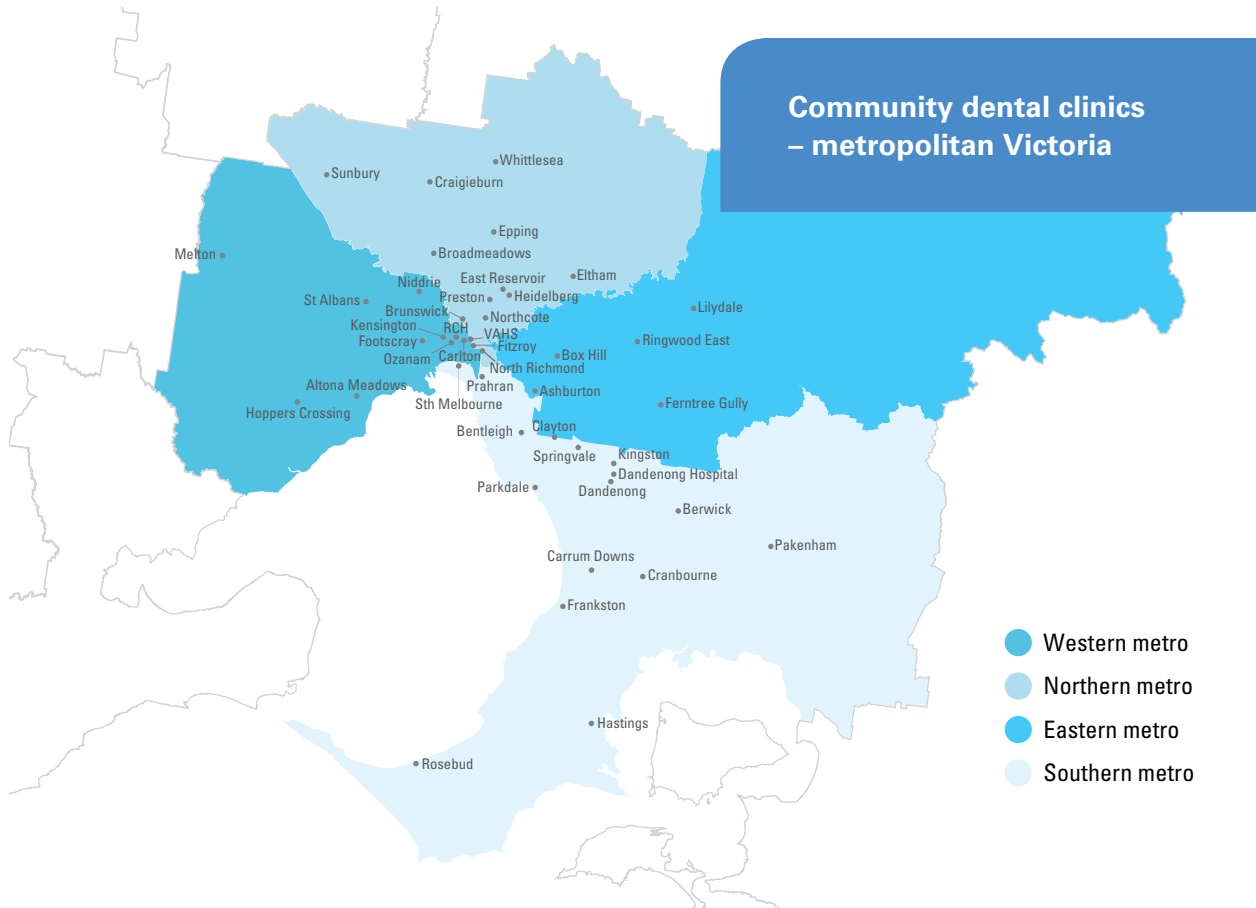 Community dental clinics
– metropolitan Victoria
Whittlesea
Sunbury
Craigieburn
Epping
Broadmeadows
Melton
Eltham
East Reservoir
Niddrie
Heidelberg
Preston
St Albans
Lilydale
Brunswick
Northcote
Kensington
RCH
VAHS
Footscray
Ringwood East
Fitzroy
Ozanam
Carlton
Box Hill
North Richmond
Prahran
Altona Meadows
Ashburton
Hoppers Crossing
Sth Melbourne
Ferntree Gully
Clayton
Bentleigh
Springvale
Kingston
Dandenong Hospital
Parkdale
Dandenong
Berwick
Pakenham
Carrum Downs
Cranbourne
Frankston
Hastings
Rosebud
Western metro
Northern metro
Eastern metro
Southern metro